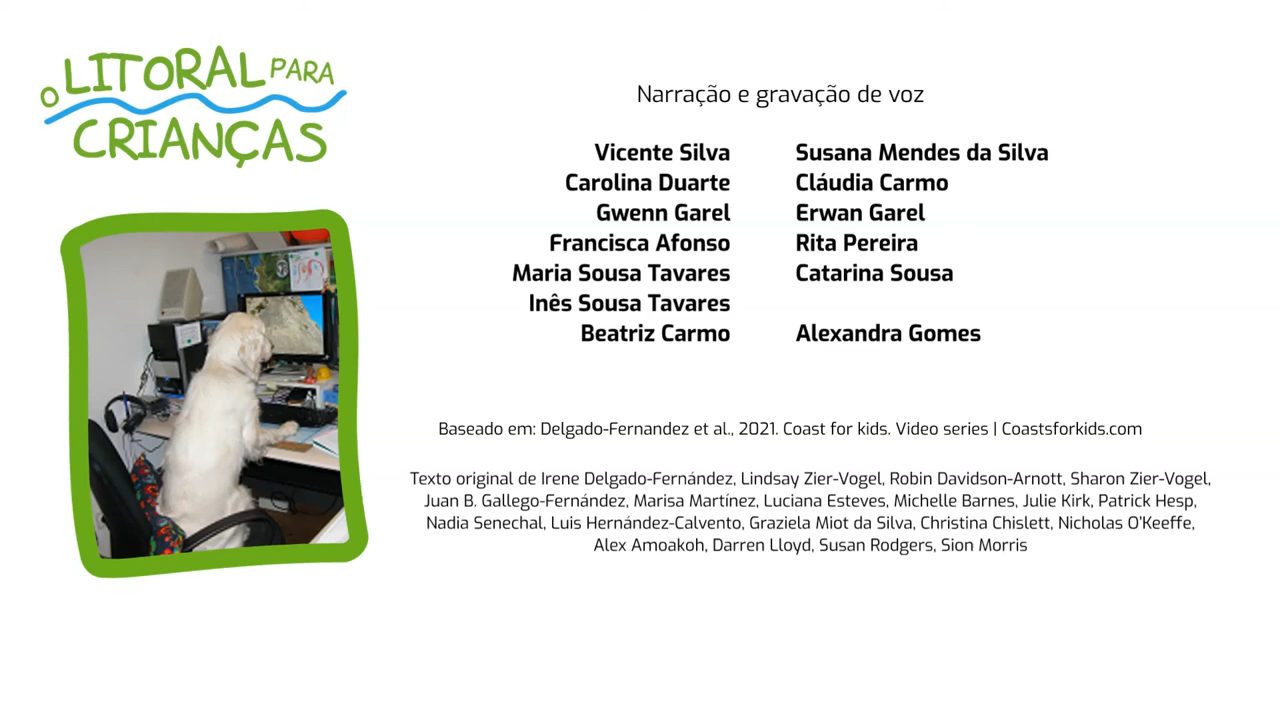 O LITORAL PARA
CRIANÇAS
Narração e gravação de voz
Vicente Silva Susana Mendes da Silva
Carolina Duarte Cláudia Carmo
Gwenn Garel Erwan Garel
Francisca Afonso Rita Pereira
Maria Sousa Tavares Catarina Sousa
Inês Sousa Tavares
Beatriz Carmo Alexandra Gomes
Baseado em: Delgado-Fernandez et al., 2021. Coast for kids. Video series | Coastsforkids.com
Texto original de Irene Delgado-Fernández, Lindsay Zier-Vogel, Robin Davidson-Arnott, Sharon Zier-Vogel,
Juan B. Gallego-Fernández, Marisa Martínez, Luciana Esteves, Michelle Barnes, Julie Kirk, Patrick Hesp,
Nadia Senechal, Luis Hernández-Calvento, Graziela Miot da Silva, Christina Chislett, Nicholas O'Keeffe,
Alex Amoakoh, Darren Lloyd, Susan Rodgers, Sion Morris